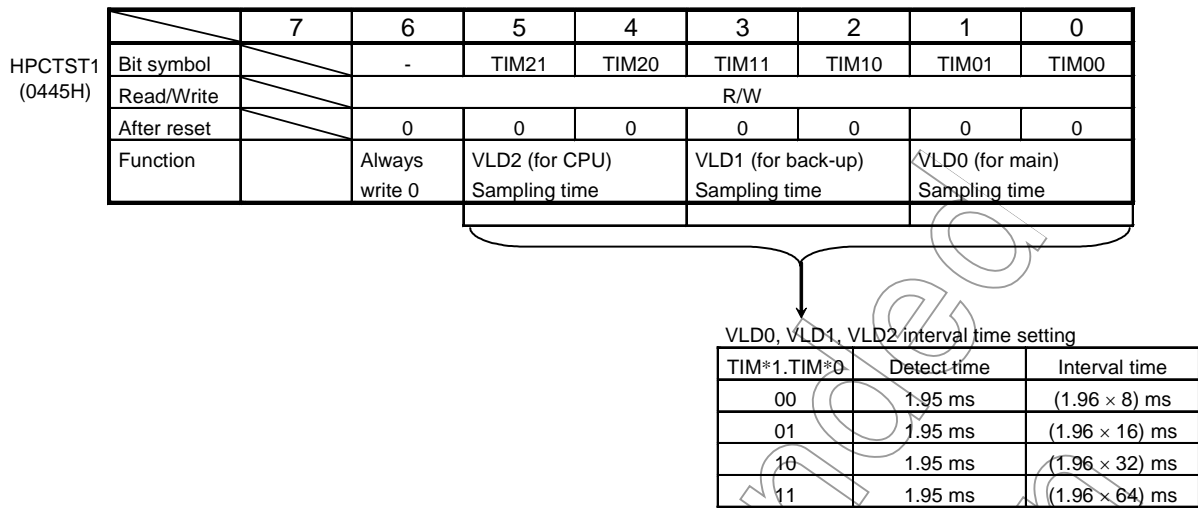 7 6 5 4 3 2 1 0
HPCTST1 (0445H)
Bit symbol - TIM21 TIM20 TIM11 TIM10 TIM01 TIM00
Read/Write R/W
After reset 0 0 0 0 0 0 0
Function Always write 0 VLD2 (for CPU) Sampling time VLD1 (for back-up) Sampling time VLD0 (for main) Sampling time
VLD0, VLD1, VLD2 interval time setting
TIM*1.TIM*0 Detect time Interval time
00 1.95 ms (1.96 × 8) ms
01 1.95 ms (1.96 × 16) ms
10 1.95 ms (1.96 × 32) ms
11 1.95 ms (1.96 × 64) ms